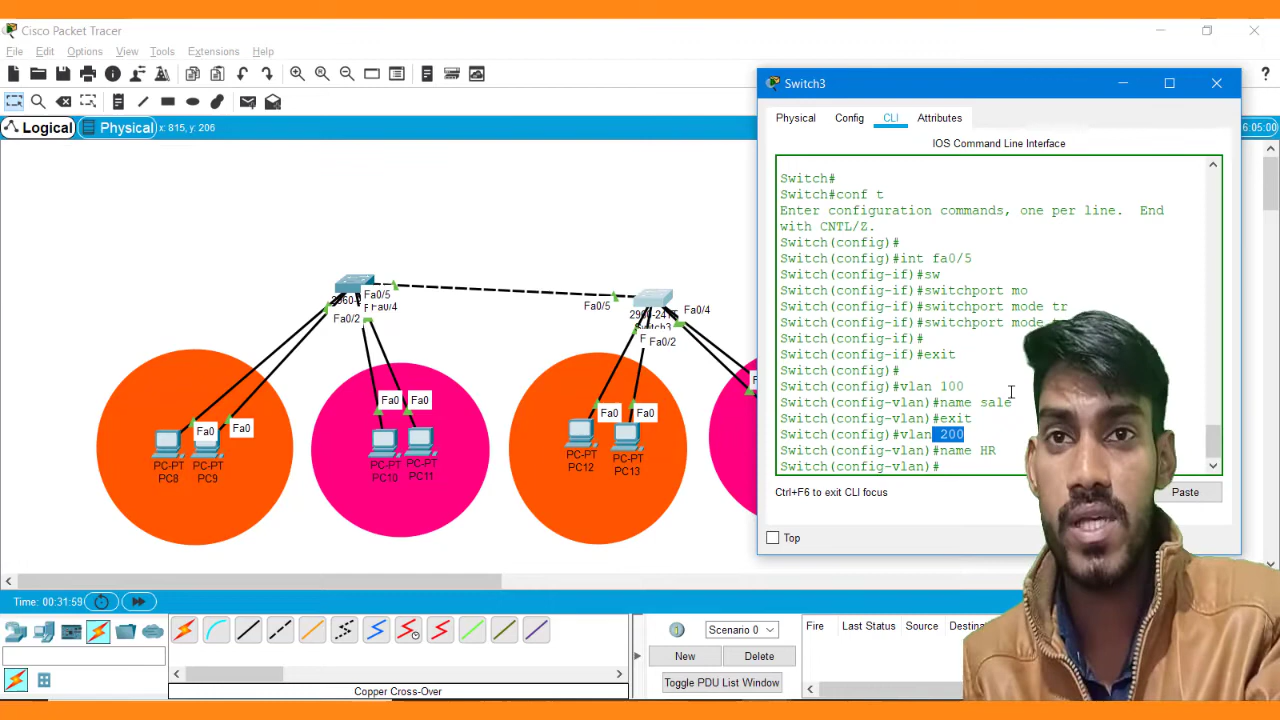 Cisco Packet Tracer
File Edit Options View Tools Extensions Help
Logical Physical x: 815, y: 206
6:05:00
Switch3
Physical Config CLI Attributes
IOS Command Line Interface
Switch#
Switch#conf t
Enter configuration commands, one per line. End
with CNTL/Z.
Switch(config)#
Switch(config)#int fa0/5
Switch(config-if)#sw
Switch(config-if)#switchport mo
Switch(config-if)#switchport mode tr
Switch(config-if)#switchport mode
Switch(config-if)#
Switch(config-if)#exit
Switch(config)#
Switch(config)#vlan 100
Switch(config-vlan)#name sale
Switch(config-vlan)#exit
Switch(config)#vlan 200
Switch(config-vlan)#name HR
Switch(config-vlan)#
Ctrl+F6 to exit CLI focus
Paste
Top
Fa0/5
Fa0/4
Fa0/2
Fa0/5
Fa0/4
Switch3
Fa0/2
Fa0 Fa0
Fa0 Fa0
Fa0 Fa0
PC-PT
PC8
PC-PT
PC9
PC-PT
PC10
PC-PT
PC11
PC-PT
PC12
PC-PT
PC13
Time: 00:31:59
Scenario 0
New Delete
Toggle PDU List Window
Fire Last Status Source
Copper Cross-Over